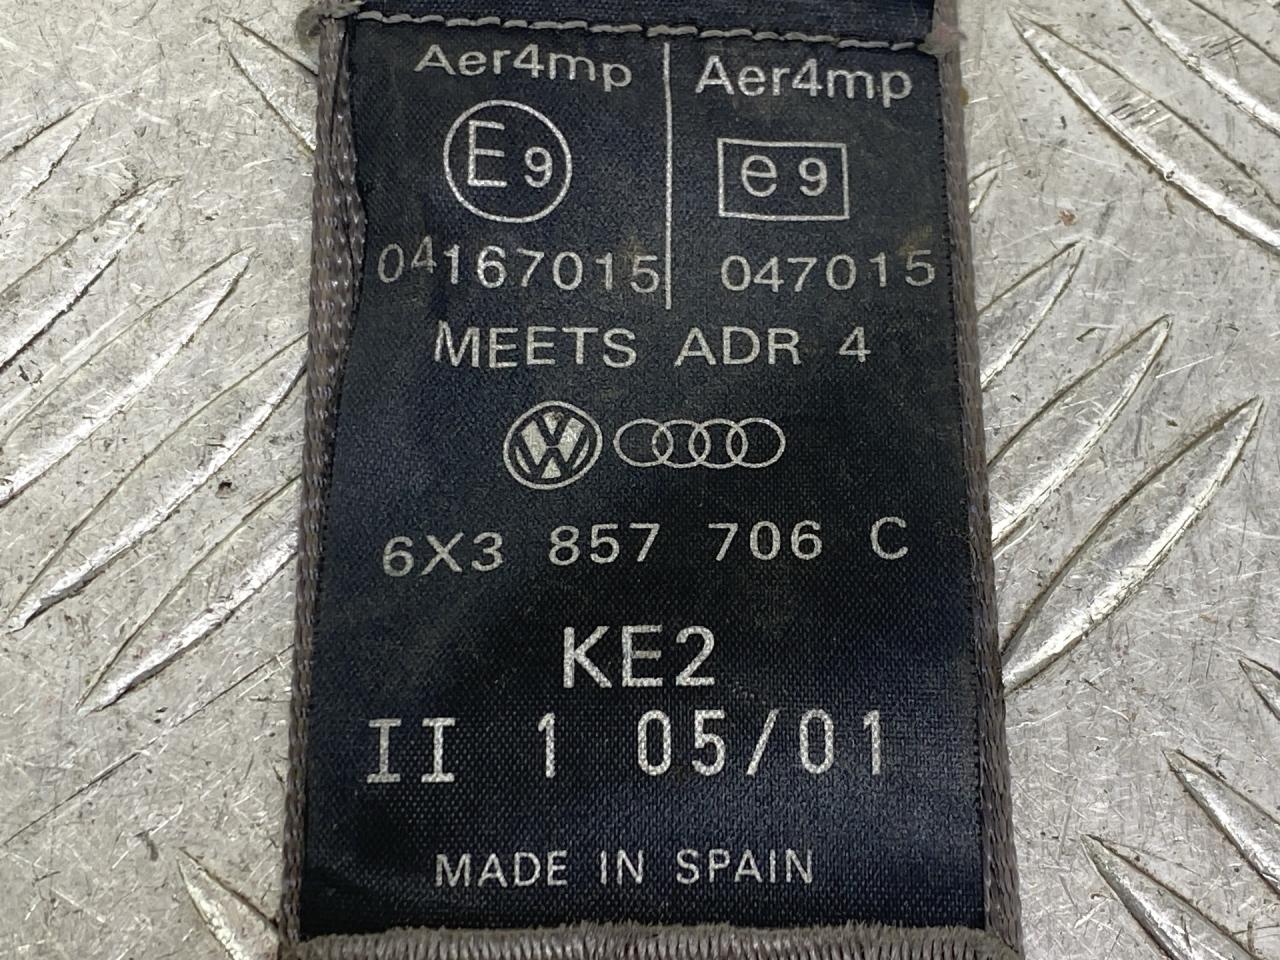 Aer4mp Aer4mp
E9 e9
04167015 047015
MEETS ADR 4
6X3 857 706 C
KE2
II 1 05/01
MADE IN SPAIN